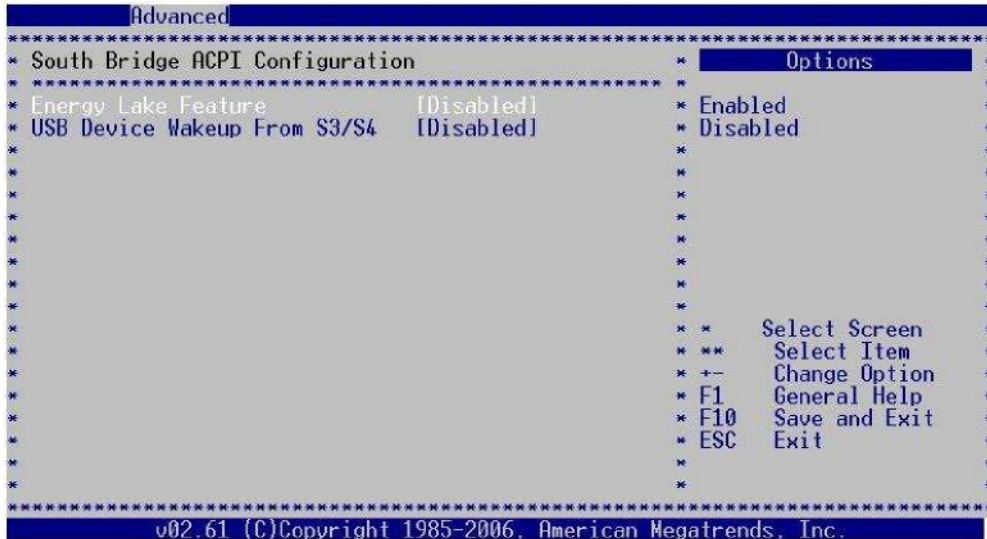 Advanced
South Bridge ACPI Configuration
Options
Energy Lake Feature [Disabled]
USB Device Wakeup From S3/S4 [Disabled]
Enabled
Disabled
* Select Screen
** Select Item
+- Change Option
F1 General Help
F10 Save and Exit
ESC Exit
v02.61 (C)Copyright 1985-2006, American Megatrends, Inc.